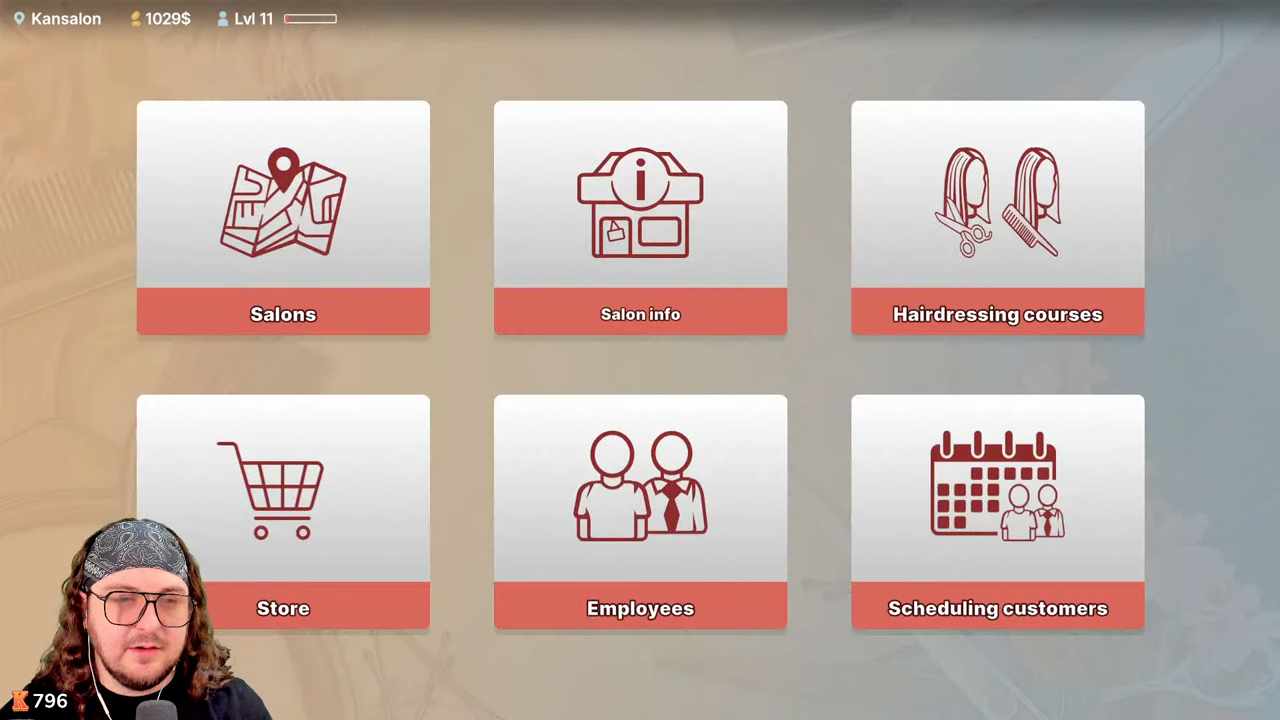 Kansalon 1029$ Lvl 11
Salons
Salon info
Hairdressing courses
Store
Employees
Scheduling customers
K 796